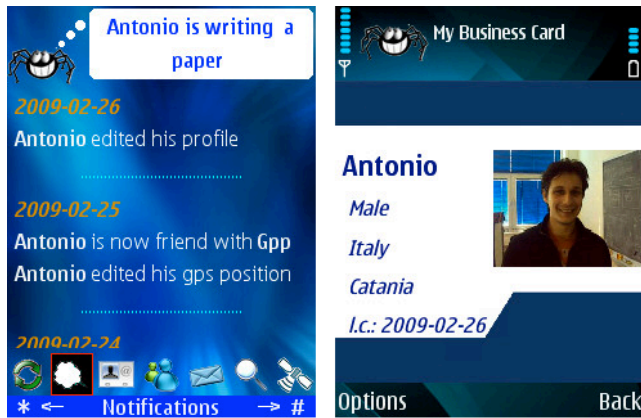 Antonio is writing a
paper
2009-02-26
Antonio edited his profile
2009-02-25
Antonio is now friend with Gpp
Antonio edited his gps position
2009-02-24
* <- Notifications -> #
My Business Card
Antonio
Male
Italy
Catania
l.c.: 2009-02-26
Options Back